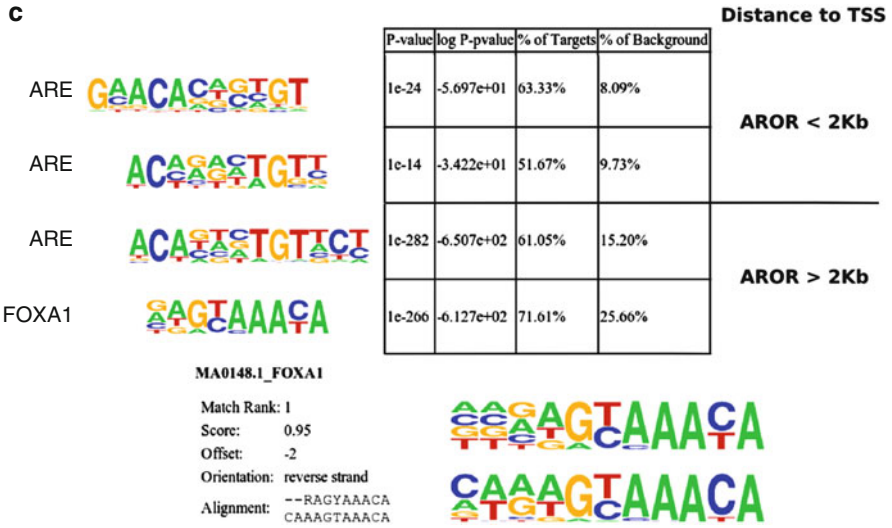 c
Distance to TSS
P-value log P-pvalue % of Targets % of Background
ARE 1e-24 -5.697e+01 63.33% 8.09%
AROR < 2Kb
ARE 1e-14 -3.422e+01 51.67% 9.73%
ARE 1e-282 -6.507e+02 61.05% 15.20%
AROR > 2Kb
FOXA1 1e-266 -6.127e+02 71.61% 25.66%
MA0148.1_FOXA1
Match Rank: 1
Score: 0.95
Offset: -2
Orientation: reverse strand
Alignment: --RAGYAAACA
CAAAGTAAACA